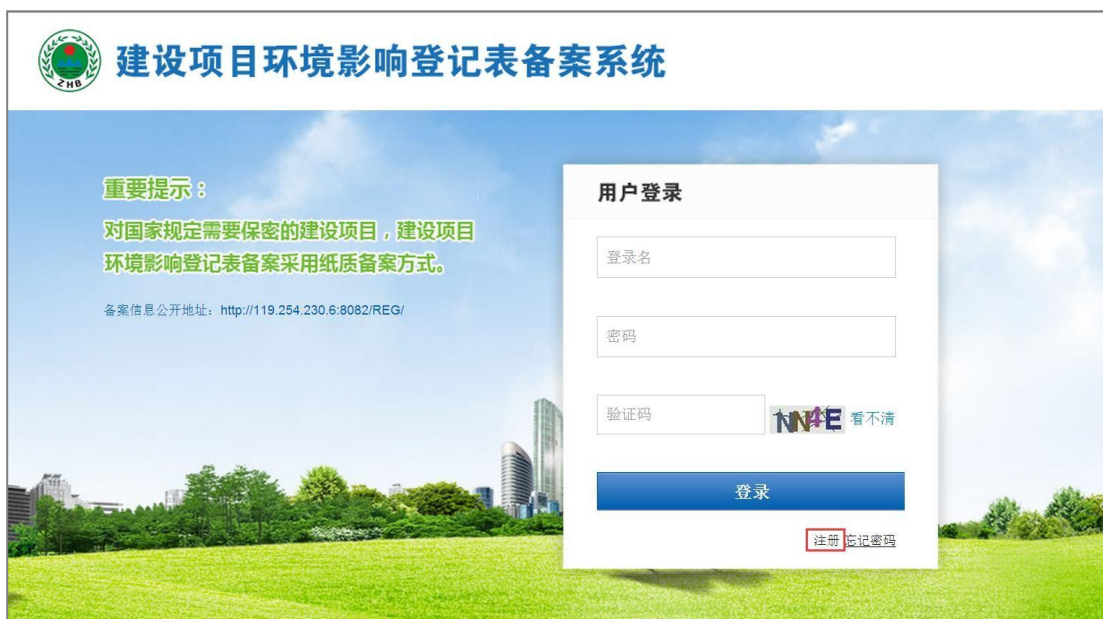 ZHB
建设项目环境影响登记表备案系统
重要提示：
对国家规定需要保密的建设项目，建设项目
环境影响登记表备案采用纸质备案方式。
备案信息公开地址：http://119.254.230.6:8082/REG/
用户登录
登录名
密码
验证码 NN4E 看不清
登录
注册 忘记密码